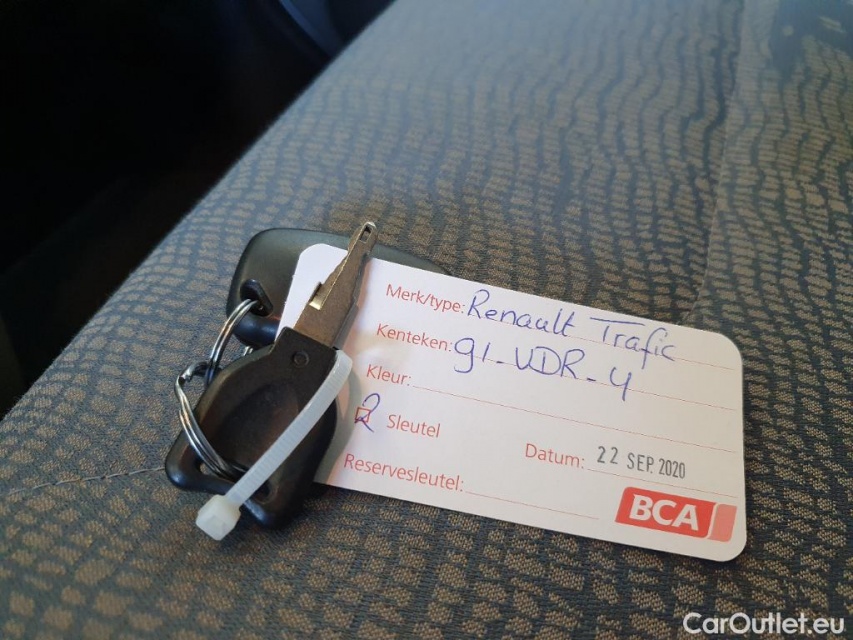 Merk/type: Renault Trafic
Kenteken: 91-VDR-4
Kleur:
2 Sleutel
Datum: 22 SEP. 2020
Reservesleutel:
BCA
CarOutlet.eu